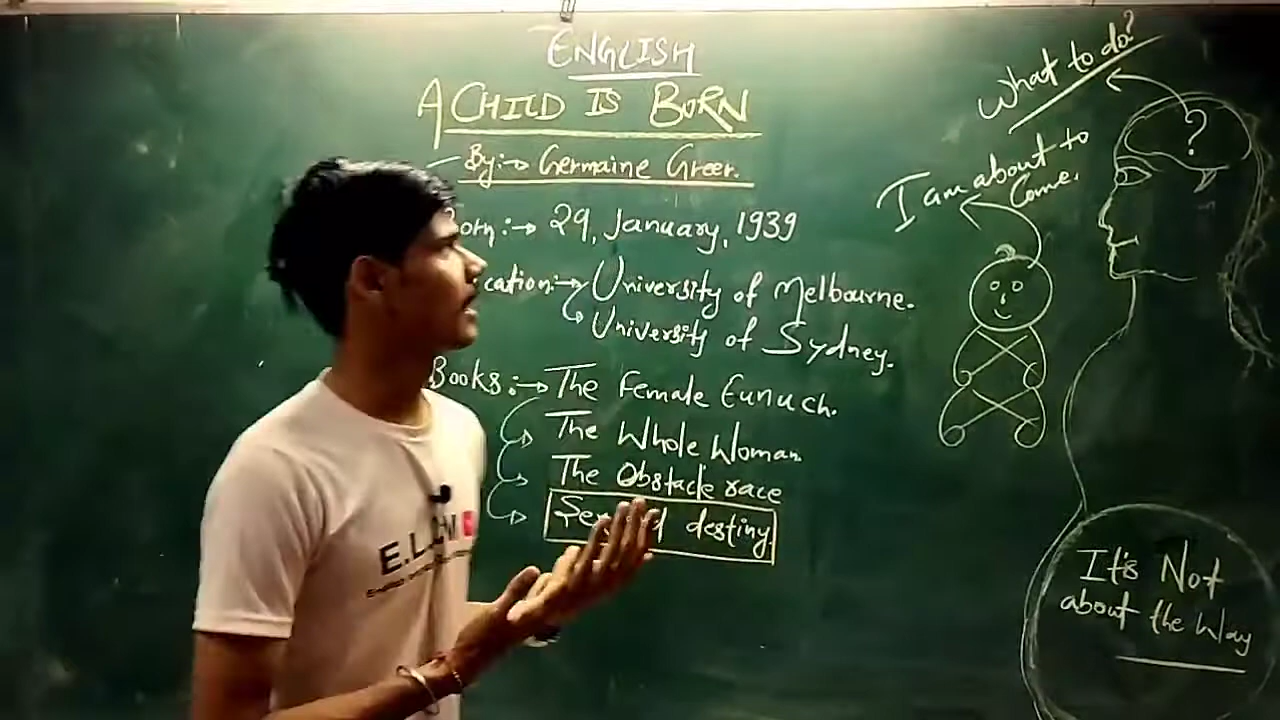 ENGLISH
A CHILD IS BORN
By:→ Germaine Greer.
orn:→ 29, January, 1939
cation:→ University of Melbourne.
University of Sydney.
Books:→ The Female Eunuch.
The Whole Woman
The Obstacle race
destiny.
What to do?
I am about to
Come.
?
It's Not
about the Way
E.L.